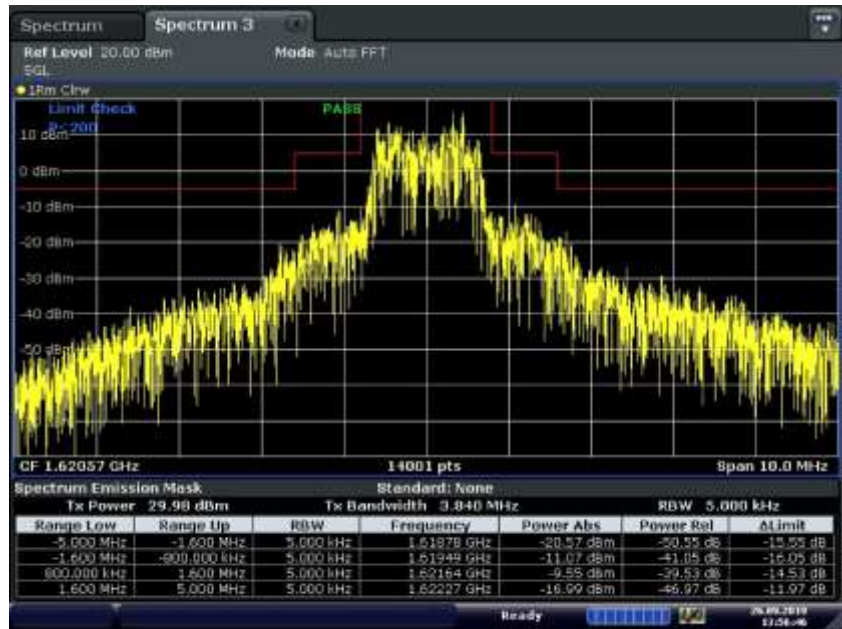 Spectrum Spectrum 3
Ref Level 20.00 dBm Mode Auto FFT
SGL
1Rm Clrw
Limit Check PASS
P<200
10 dBm
0 dBm
-10 dBm
-20 dBm
-30 dBm
-40 dBm
-50 dBm
CF 1.62057 GHz 14001 pts Span 10.0 MHz
Spectrum Emission Mask Standard: None
Tx Power 29.98 dBm Tx Bandwidth 3.840 MHz RBW 5.000 kHz
Range Low Range Up RBW Frequency Power Abs Power Rel ΔLimit
-5.000 MHz -1.600 MHz 5.000 kHz 1.61878 GHz -20.57 dBm -50.55 dB -15.55 dB
-1.600 MHz -800.000 kHz 5.000 kHz 1.61949 GHz -11.07 dBm -41.05 dB -16.05 dB
800.000 kHz 1.600 MHz 5.000 kHz 1.62164 GHz -9.55 dBm -39.53 dB -14.53 dB
1.600 MHz 5.000 MHz 5.000 kHz 1.62227 GHz -16.99 dBm -46.97 dB -11.97 dB
Ready 26.09.2019
13:56:46